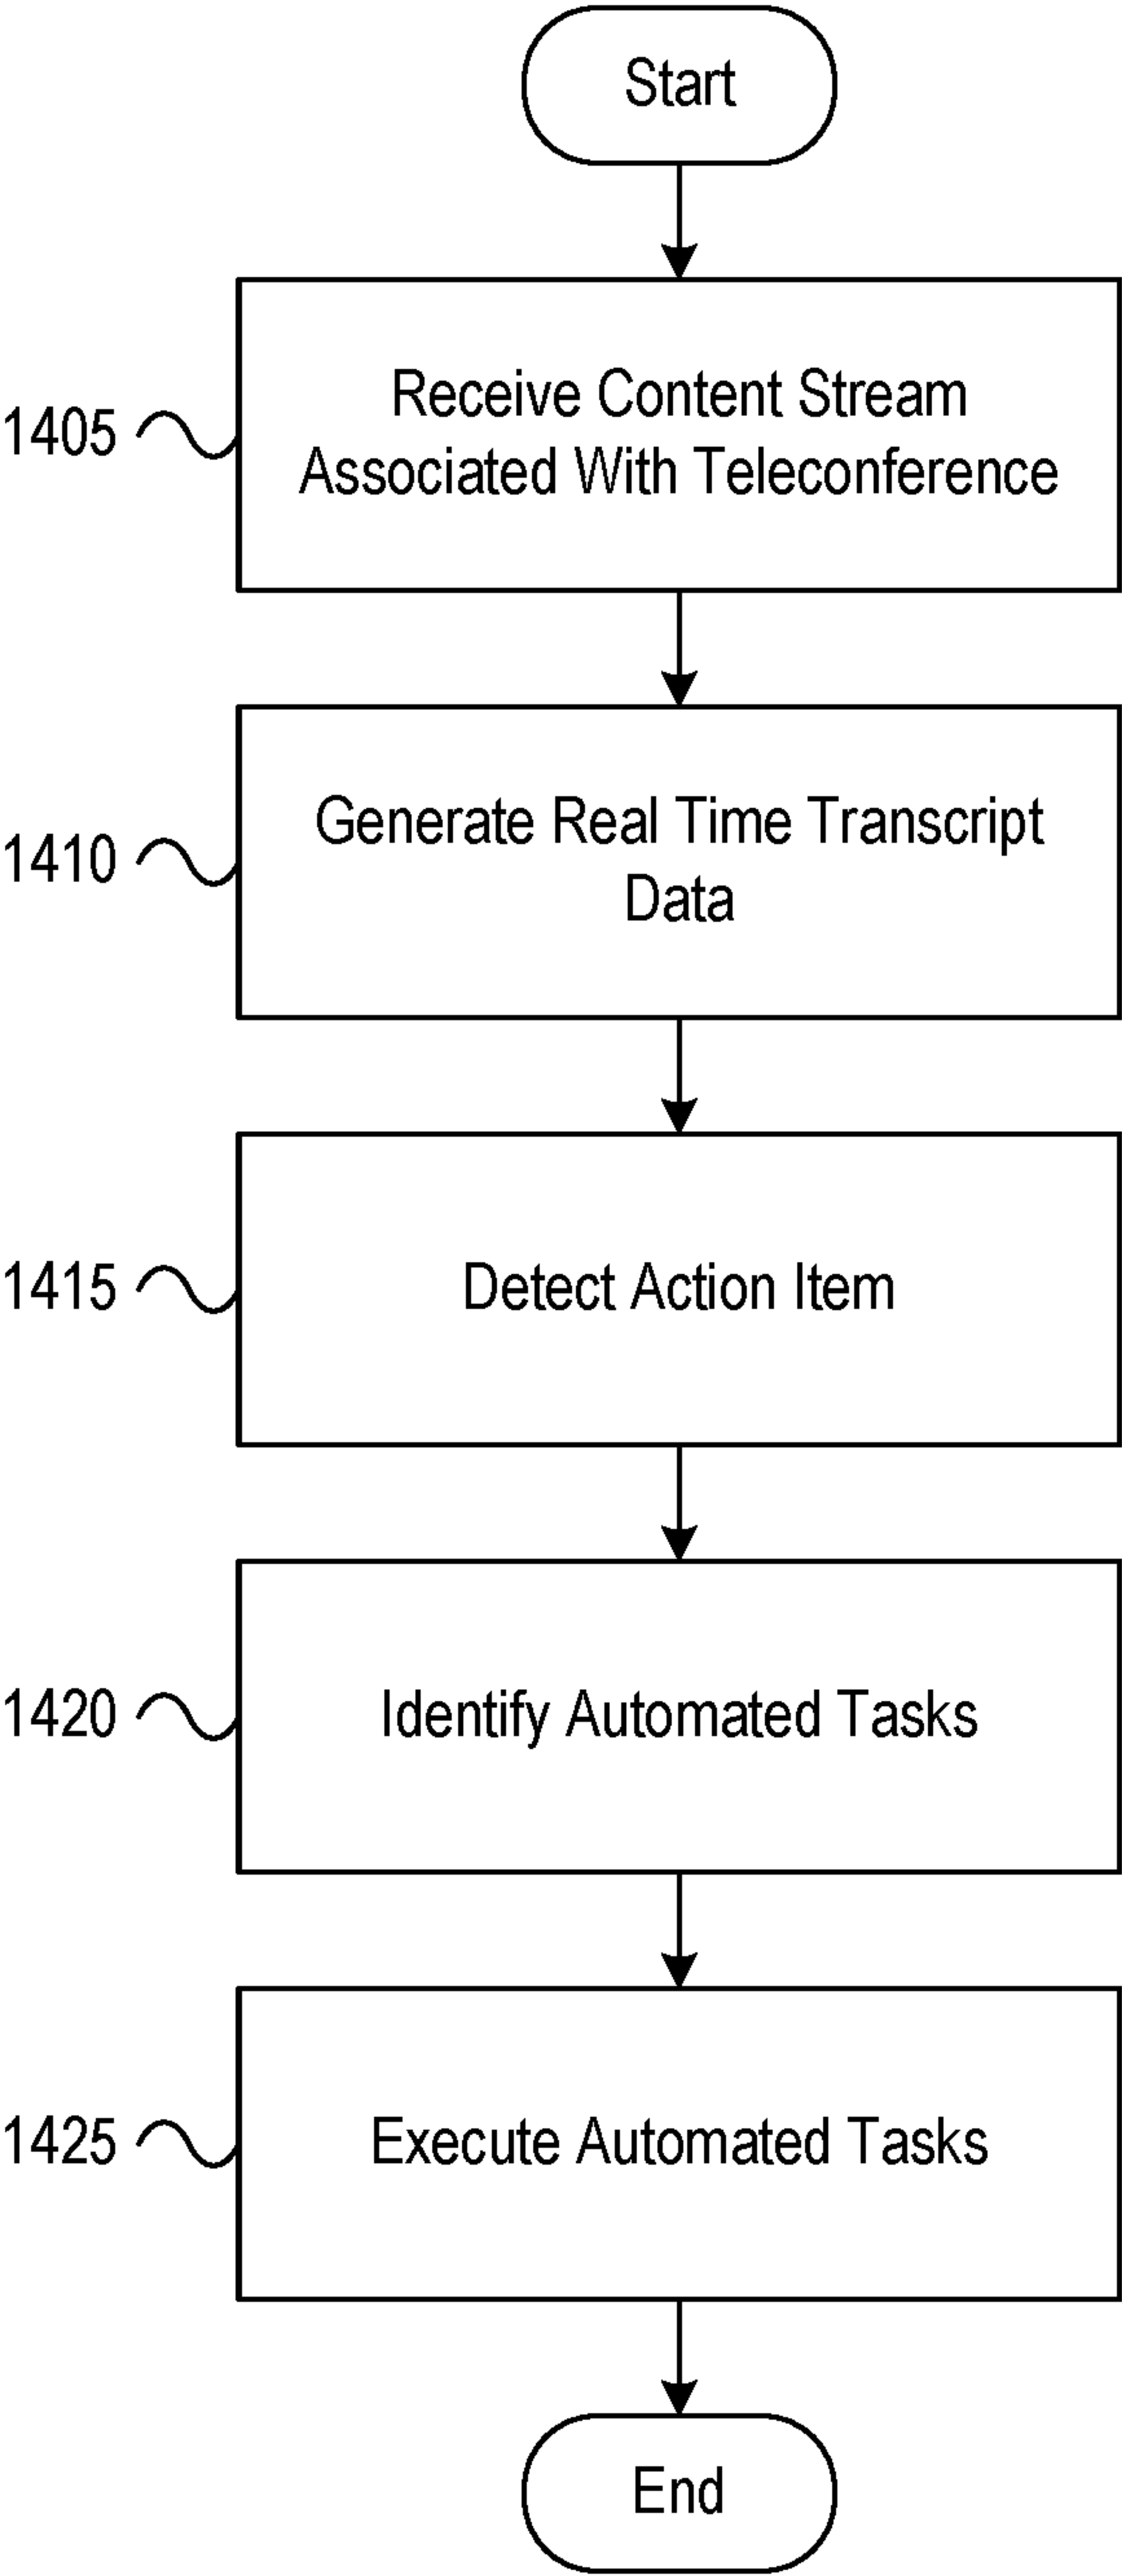 Start
1405
Receive Content Stream
Associated With Teleconference
1410
Generate Real Time Transcript
Data
1415
Detect Action Item
1420
Identify Automated Tasks
1425
Execute Automated Tasks
End